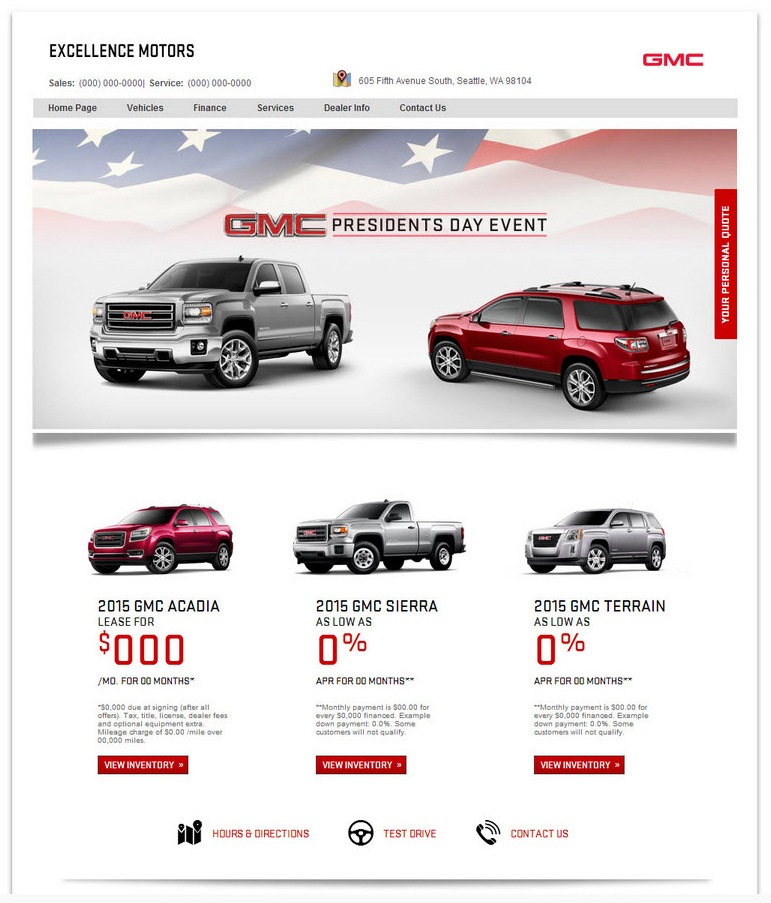 EXCELLENCE MOTORS
GMC
Sales: (000) 000-0000| Service: (000) 000-0000
605 Fifth Avenue South, Seattle, WA 98104
Home Page Vehicles Finance Services Dealer Info Contact Us
GMC PRESIDENTS DAY EVENT
YOUR PERSONAL QUOTE
GMC
2015 GMC ACADIA
LEASE FOR
$000
/MO. FOR 00 MONTHS*
*$0,000 due at signing (after all
offers). Tax, title, license, dealer fees
and optional equipment extra.
Mileage charge of $0.00 /mile over
00,000 miles.
VIEW INVENTORY »
2015 GMC SIERRA
AS LOW AS
0%
APR FOR 00 MONTHS**
**Monthly payment is $00.00 for
every $0,000 financed. Example
down payment: 0.0%. Some
customers will not qualify.
VIEW INVENTORY »
2015 GMC TERRAIN
AS LOW AS
0%
APR FOR 00 MONTHS**
**Monthly payment is $00.00 for
every $0,000 financed. Example
down payment: 0.0%. Some
customers will not qualify.
VIEW INVENTORY »
HOURS & DIRECTIONS TEST DRIVE CONTACT US